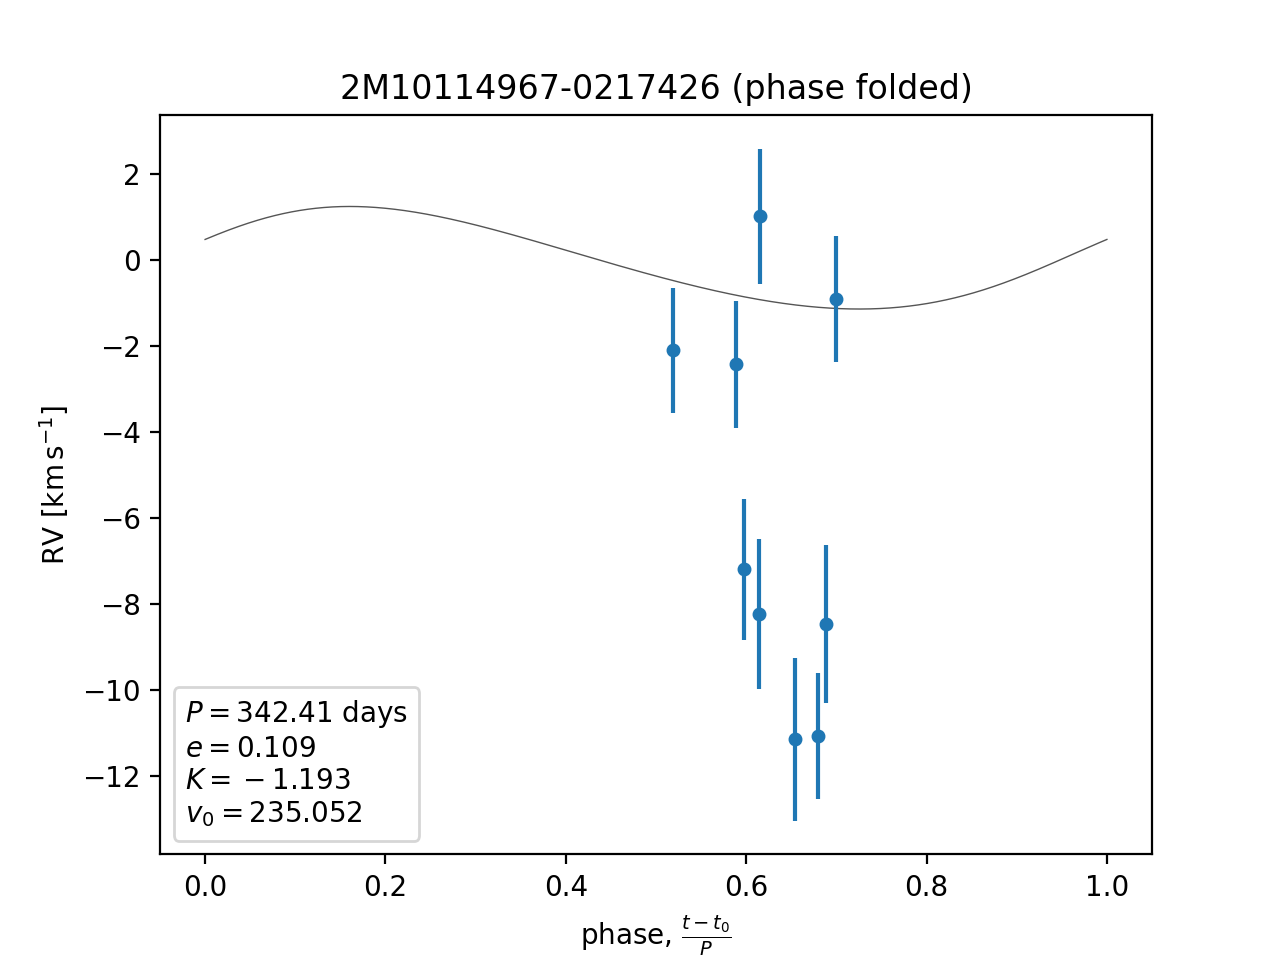 2M10114967-0217426 (phase folded)
RV [km s⁻¹]
2
0
−2
−4
−6
−8
−10
−12
P = 342.41 days
e = 0.109
K = −1.193
v₀ = 235.052
0.0 0.2 0.4 0.6 0.8 1.0
phase, (t − t₀)/P